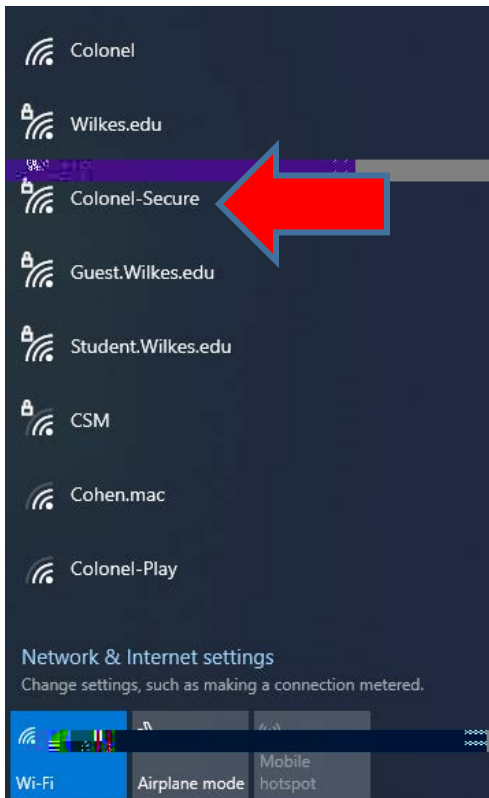 Colonel
Wilkes.edu
Colonel-Secure
Guest.Wilkes.edu
Student.Wilkes.edu
CSM
Cohen.mac
Colonel-Play
Network & Internet settings
Change settings, such as making a connection metered.
Wi-Fi
Airplane mode
Mobile
hotspot